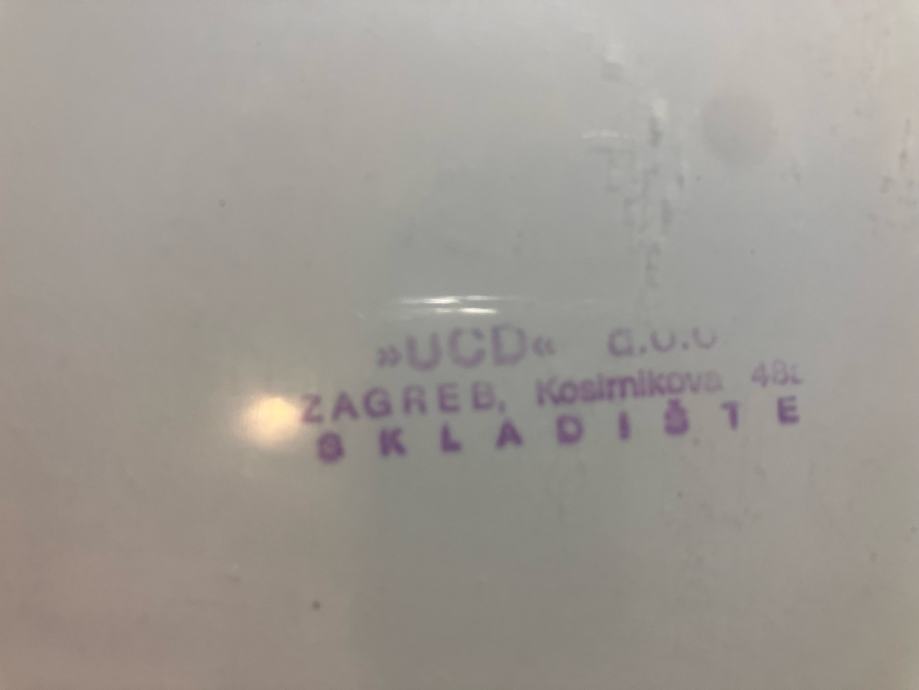 »UCD« d.o.o
ZAGREB, Kosirnikova
SKLADIŠTE